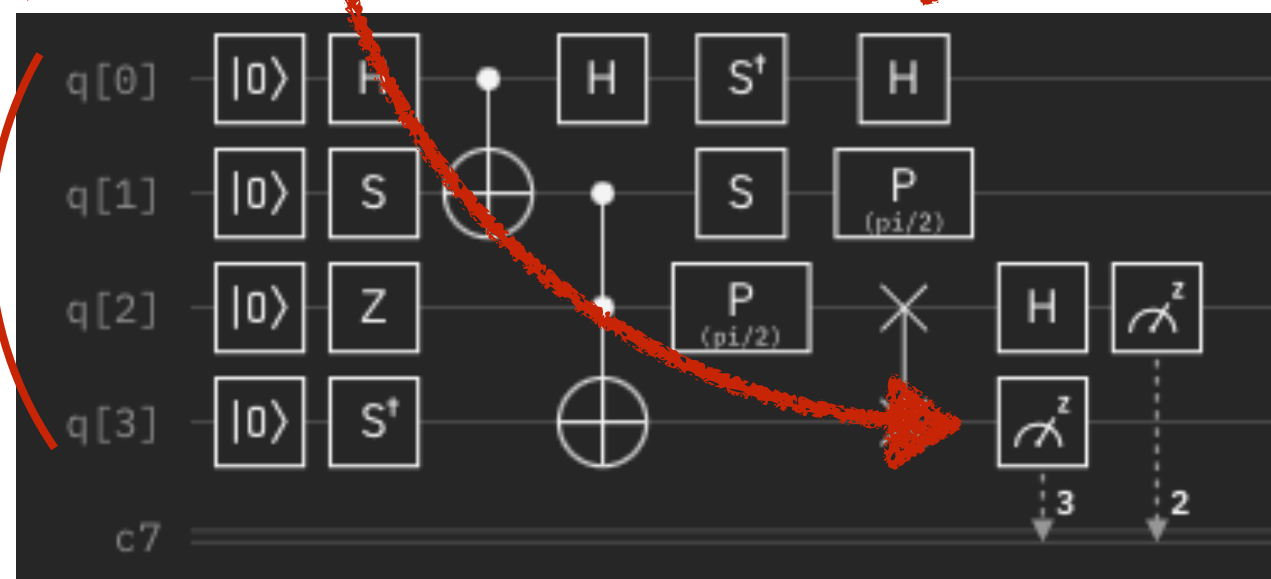 q[0] |0⟩ H H S† H
q[1] |0⟩ S S P (pi/2)
q[2] |0⟩ Z P (pi/2) H z
q[3] |0⟩ S† z
3 2
c7